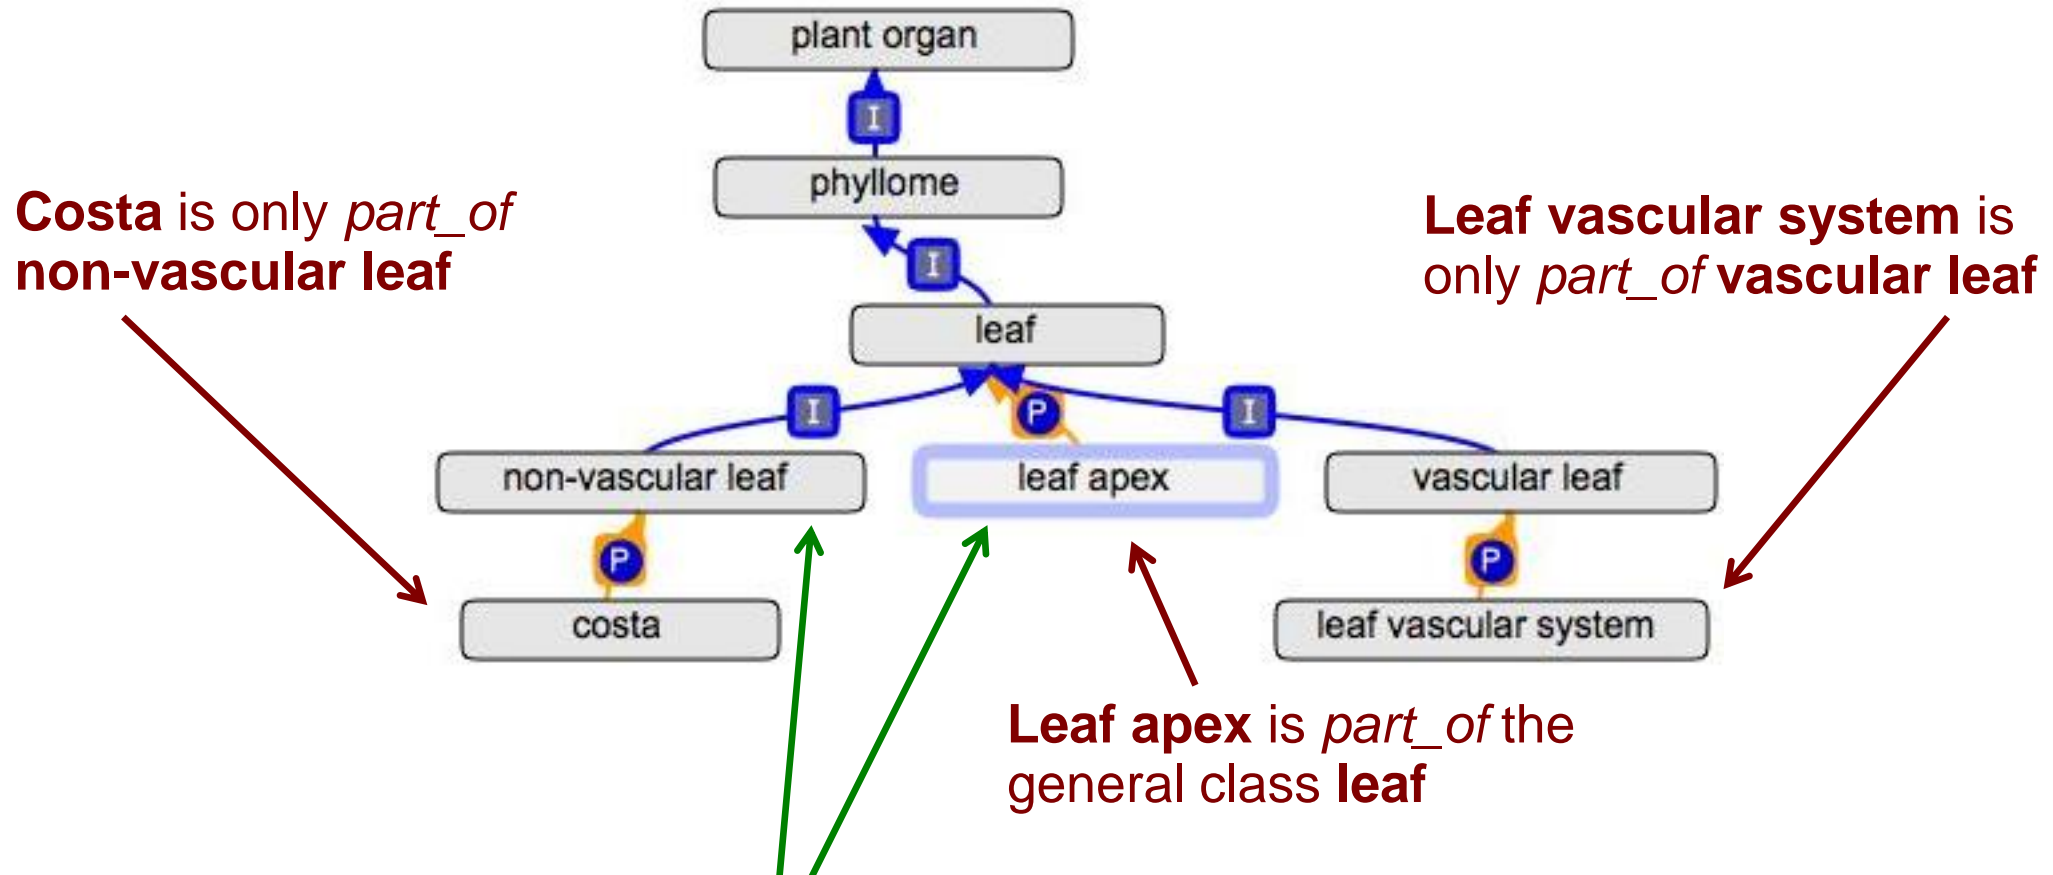 plant organ
I
phyllome
Costa is only part_of
non-vascular leaf
Leaf vascular system is
only part_of vascular leaf
I
leaf
I
P
I
non-vascular leaf
leaf apex
vascular leaf
P
P
costa
leaf vascular system
Leaf apex is part_of the
general class leaf